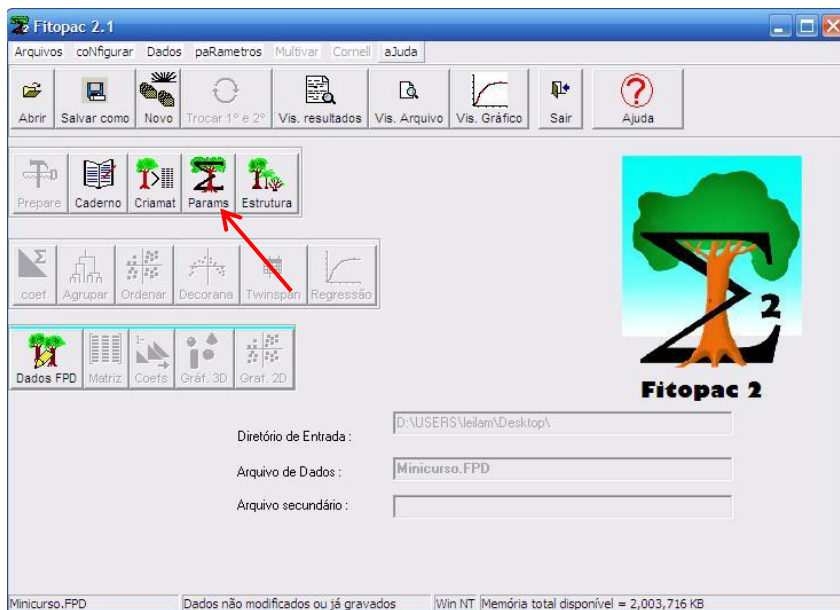 Fitopac 2.1
Arquivos coNfigurar Dados paRametros Multivar Cornell aJuda
Abrir Salvar como Novo Trocar 1º e 2º Vis. resultados Vis. Arquivo Vis. Gráfico Sair Ajuda
Prepare Caderno Criamat Params Estrutura
coef Agrupar Ordenar Decorana Twinspan Regressão
Dados FPD Matriz Coefs Gráf. 3D Graf. 2D
2
Fitopac 2
Diretório de Entrada : D:\USERS\leilam\Desktop\
Arquivo de Dados : Minicurso.FPD
Arquivo secundário :
Minicurso.FPD Dados não modificados ou já gravados Win NT Memória total disponível = 2,003,716 KB